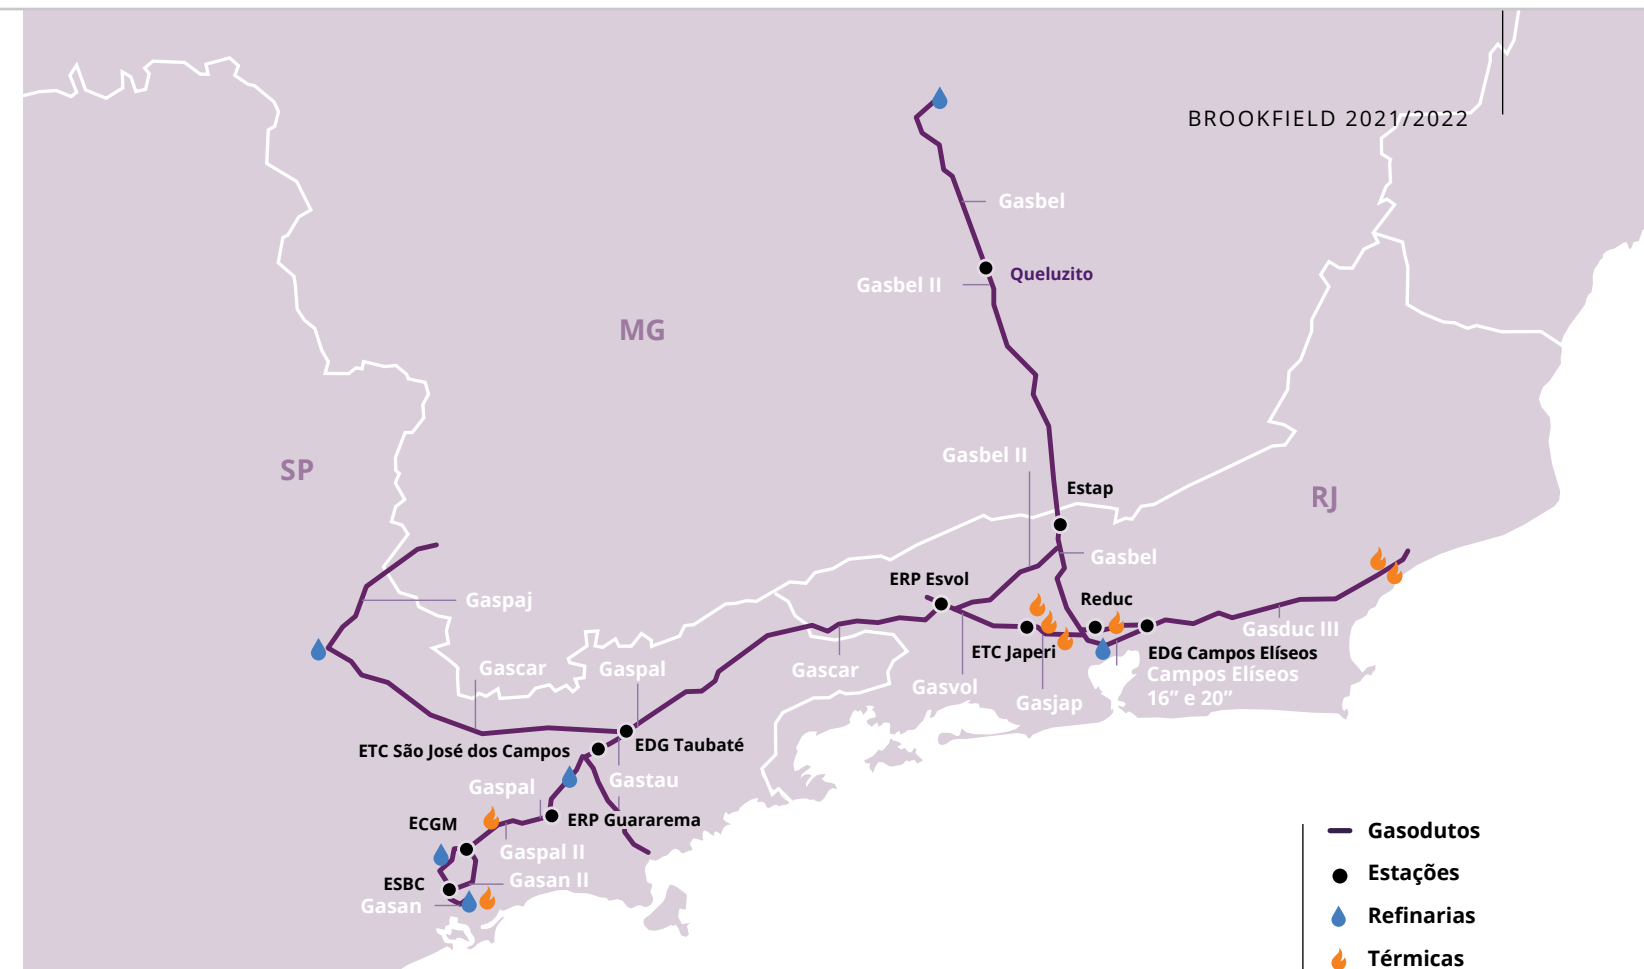 BROOKFIELD 2021/2022
Gasbel
Queluzito
Gasbel II
MG
Gasbel II
SP
Estap
RJ
Gasbel
ERP Esvol
Gaspaj
Reduc
Gasduc III
ETC Japeri
EDG Campos Elíseos
Gascar
Gaspal
Gascar
Campos Elíseos
16” e 20”
Gasvol
Gasjap
EDG Taubaté
ETC São José dos Campos
Gastau
Gaspal
ERP Guararema
ECGM
Gaspal II
Gasan II
ESBC
Gasan
Gasodutos
Estações
Refinarias
Térmicas